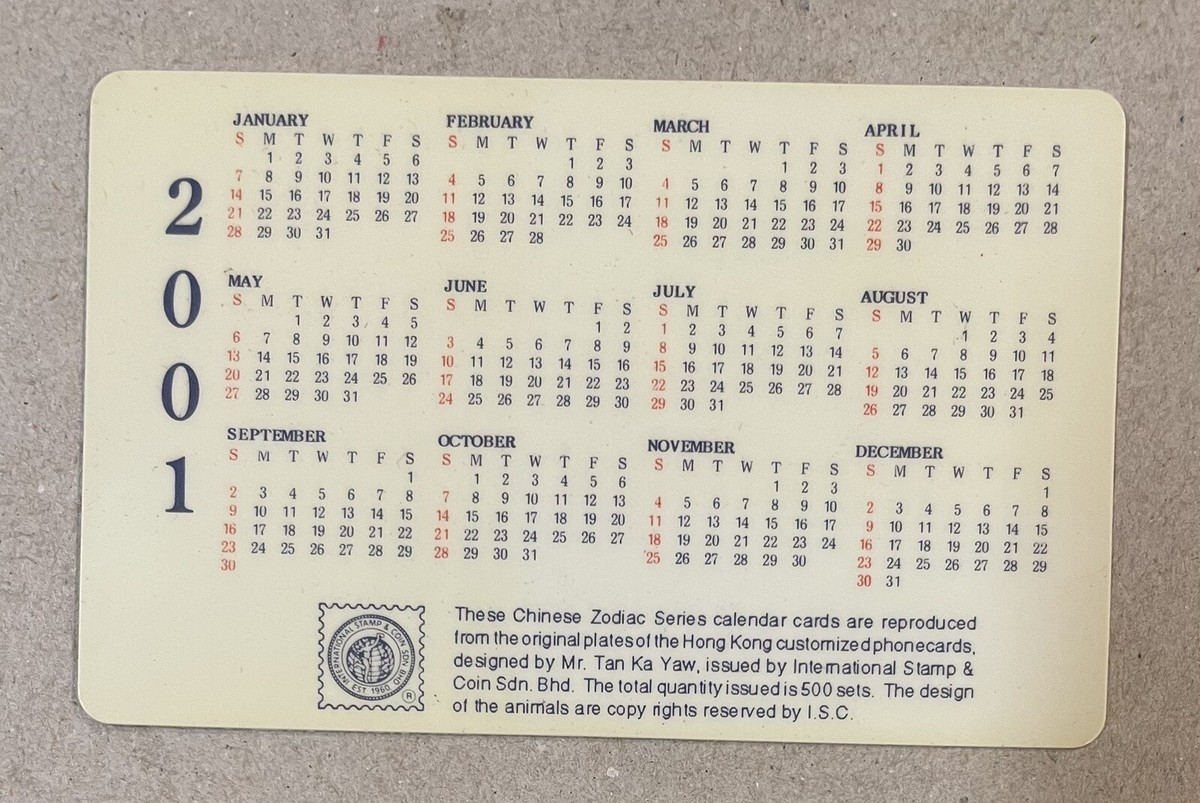 2001
JANUARY
S M T W T F S
1 2 3 4 5 6
7 8 9 10 11 12 13
14 15 16 17 18 19 20
21 22 23 24 25 26 27
28 29 30 31
FEBRUARY
S M T W T F S
1 2 3
4 5 6 7 8 9 10
11 12 13 14 15 16 17
18 19 20 21 22 23 24
25 26 27 28
MARCH
S M T W T F S
1 2 3
4 5 6 7 8 9 10
11 12 13 14 15 16 17
18 19 20 21 22 23 24
25 26 27 28 29 30 31
APRIL
S M T W T F S
1 2 3 4 5 6 7
8 9 10 11 12 13 14
15 16 17 18 19 20 21
22 23 24 25 26 27 28
29 30
MAY
S M T W T F S
1 2 3 4 5
6 7 8 9 10 11 12
13 14 15 16 17 18 19
20 21 22 23 24 25 26
27 28 29 30 31
JUNE
S M T W T F S
1 2
3 4 5 6 7 8 9
10 11 12 13 14 15 16
17 18 19 20 21 22 23
24 25 26 27 28 29 30
JULY
S M T W T F S
1 2 3 4 5 6 7
8 9 10 11 12 13 14
15 16 17 18 19 20 21
22 23 24 25 26 27 28
29 30 31
AUGUST
S M T W T F S
1 2 3 4
5 6 7 8 9 10 11
12 13 14 15 16 17 18
19 20 21 22 23 24 25
26 27 28 29 30 31
SEPTEMBER
S M T W T F S
1
2 3 4 5 6 7 8
9 10 11 12 13 14 15
16 17 18 19 20 21 22
23 24 25 26 27 28 29
30
OCTOBER
S M T W T F S
1 2 3 4 5 6
7 8 9 10 11 12 13
14 15 16 17 18 19 20
21 22 23 24 25 26 27
28 29 30 31
NOVEMBER
S M T W T F S
1 2 3
4 5 6 7 8 9 10
11 12 13 14 15 16 17
18 19 20 21 22 23 24
25 26 27 28 29 30
DECEMBER
S M T W T F S
1
2 3 4 5 6 7 8
9 10 11 12 13 14 15
16 17 18 19 20 21 22
23 24 25 26 27 28 29
30 31
INTERNATIONAL STAMP & COIN SDN. BHD.
EST 1960
®
These Chinese Zodiac Series calendar cards are reproduced
from the original plates of the Hong Kong customized phonecards,
designed by Mr. Tan Ka Yaw, issued by International Stamp &
Coin Sdn. Bhd. The total quantity issued is 500 sets. The design
of the animals are copy rights reserved by I.S.C.